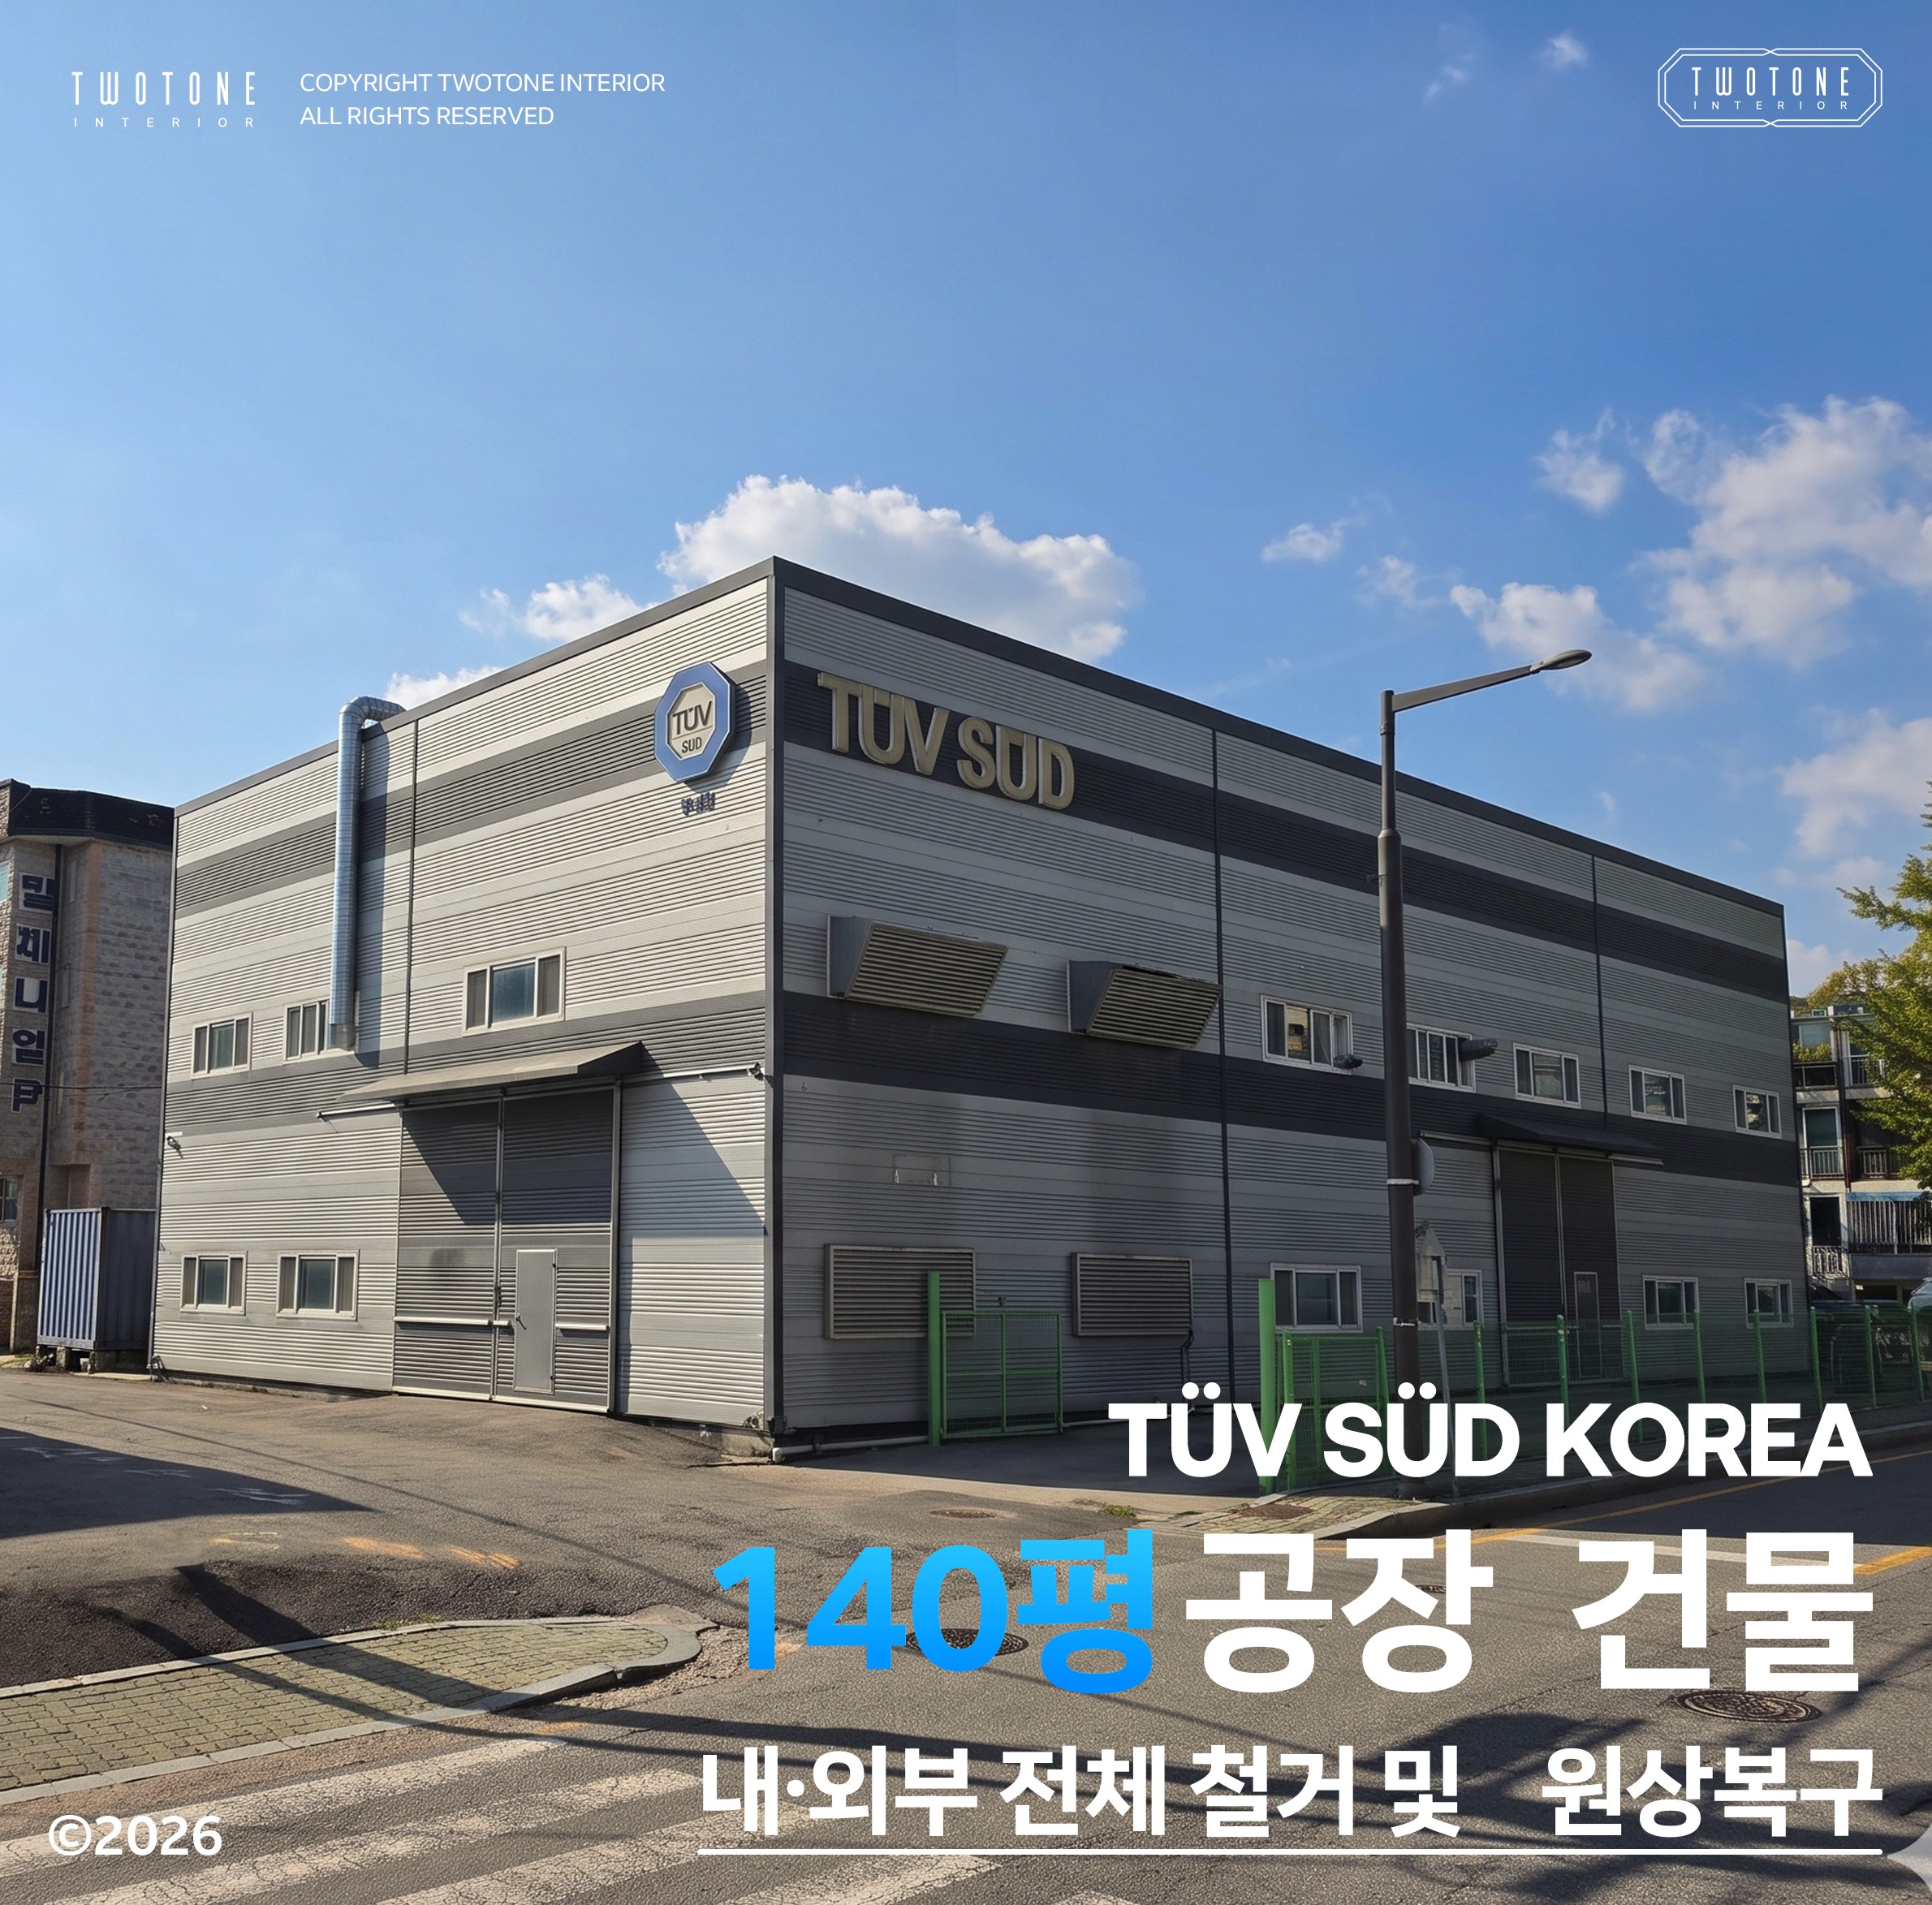 TWOTONE
INTERIOR
COPYRIGHT TWOTONE INTERIOR
ALL RIGHTS RESERVED
TWOTONE
INTERIOR
TÜV
SÜD
TÜV SÜD
TÜV SÜD KOREA
140평 공장 건물
내·외부 전체 철거 및 원상복구
©2026